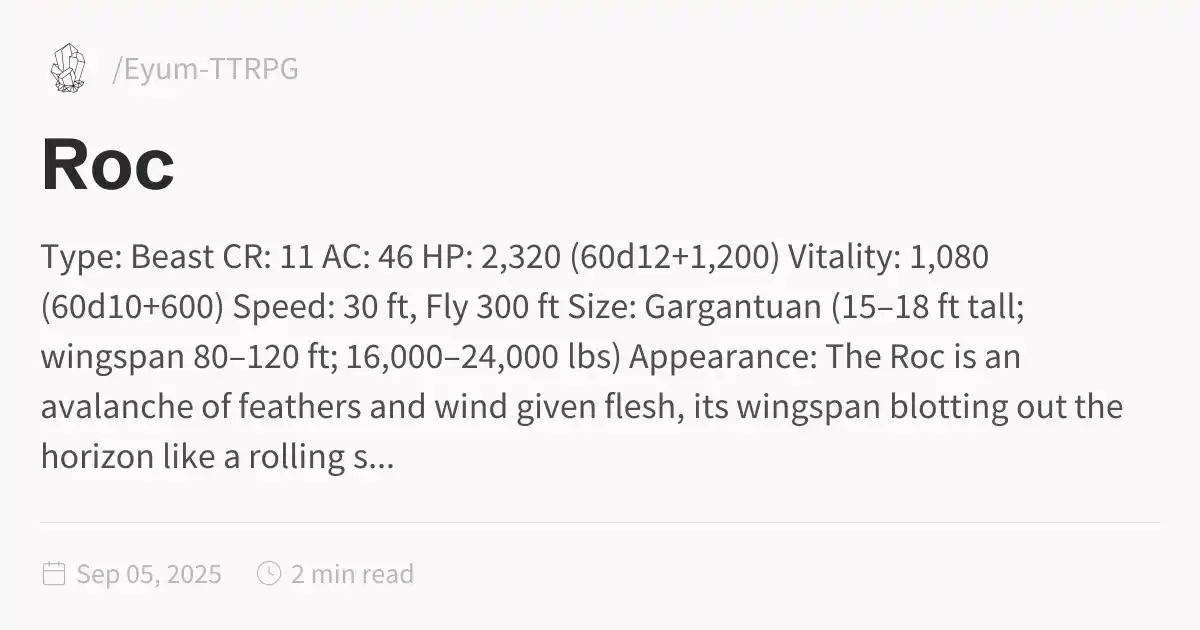 /Eyum-TTRPG
Roc
Type: Beast CR: 11 AC: 46 HP: 2,320 (60d12+1,200) Vitality: 1,080
(60d10+600) Speed: 30 ft, Fly 300 ft Size: Gargantuan (15–18 ft tall;
wingspan 80–120 ft; 16,000–24,000 lbs) Appearance: The Roc is an
avalanche of feathers and wind given flesh, its wingspan blotting out the
horizon like a rolling s...
Sep 05, 2025 2 min read